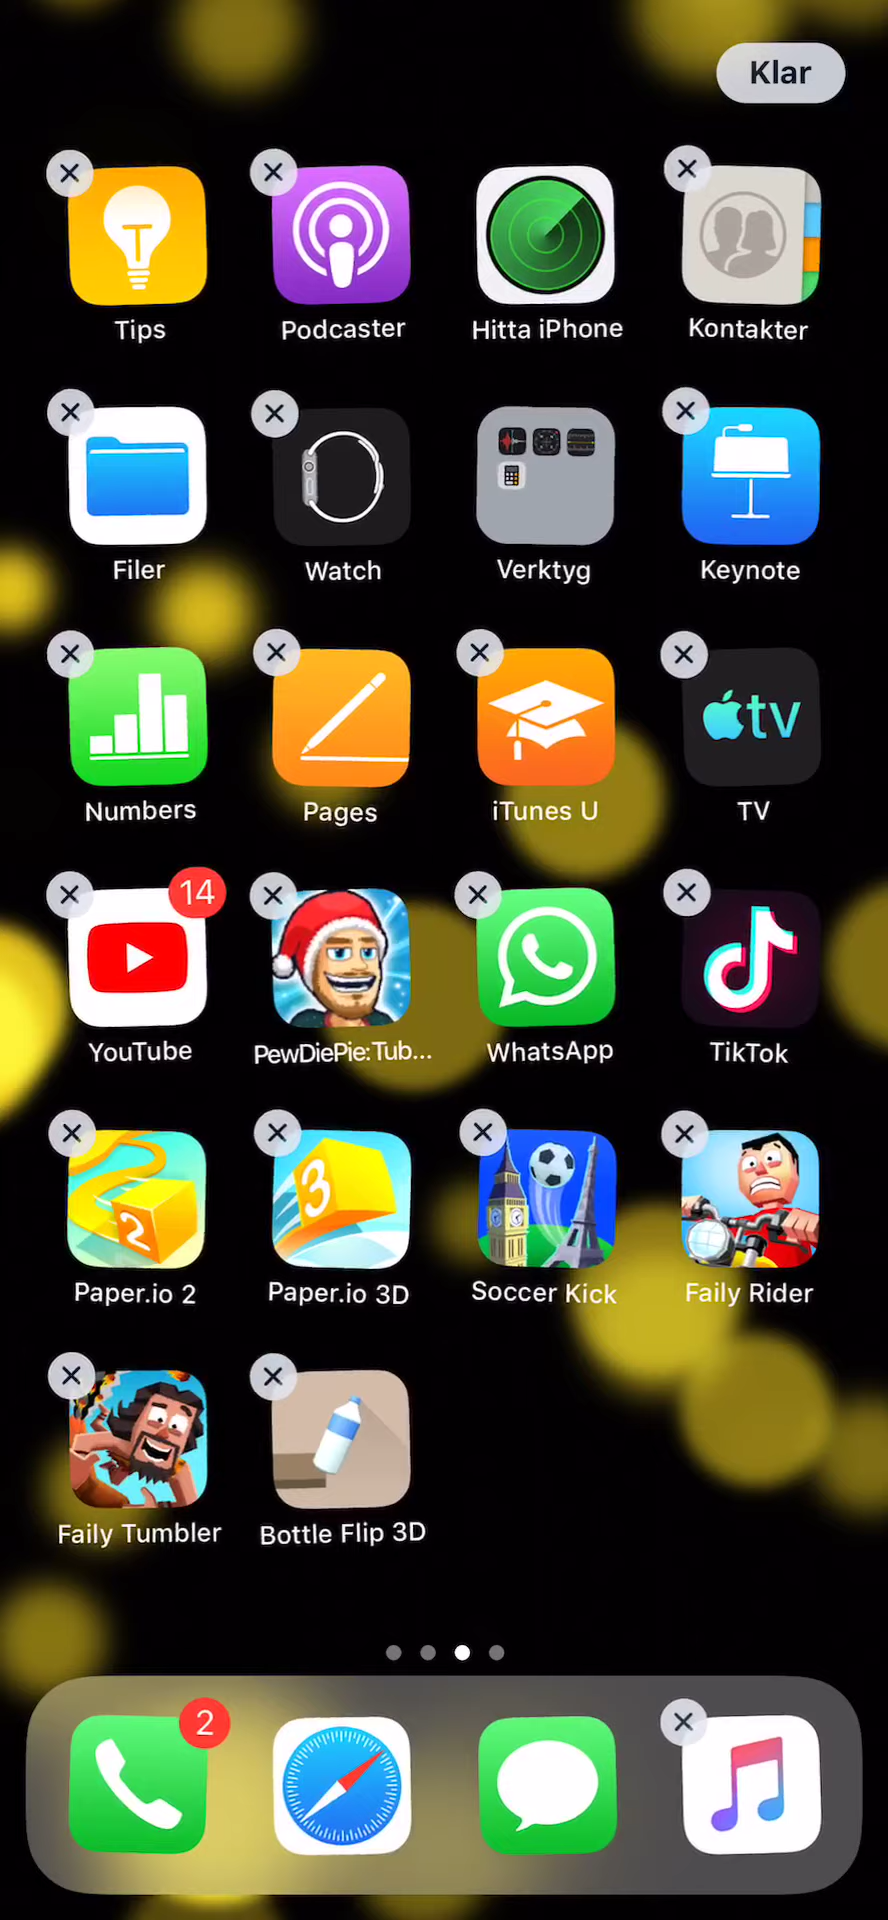 Klar
Tips
Podcaster
Hitta iPhone
Kontakter
Filer
Watch
Verktyg
Keynote
tv
Numbers
Pages
iTunes U
TV
14
YouTube
PewDiePie: Tub...
WhatsApp
TikTok
2
3
Paper.io 2
Paper.io 3D
Soccer Kick
Faily Rider
Faily Tumbler
Bottle Flip 3D
2